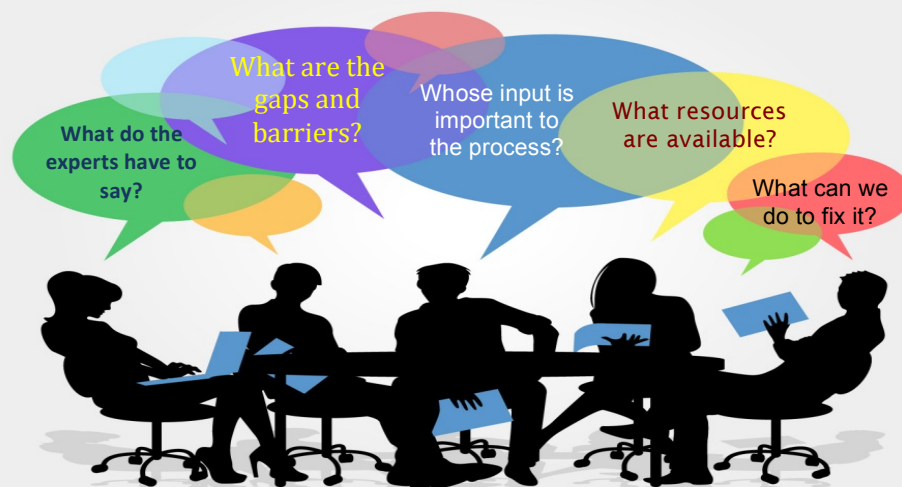 What do the
experts have to
say?
What are the
gaps and
barriers?
Whose input is
important to
the process?
What resources
are available?
What can we
do to fix it?